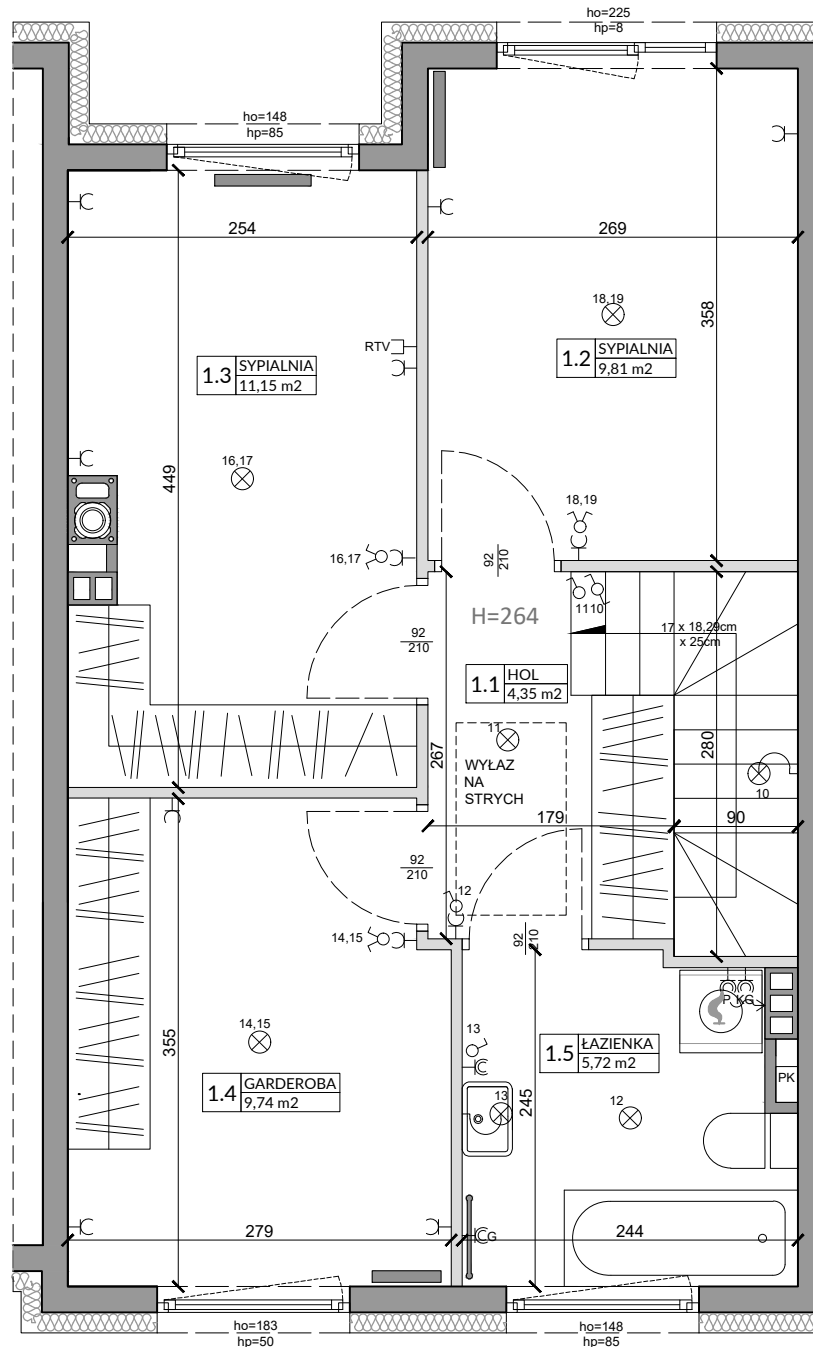 ho=225
hp=8
ho=148
hp=85
254
269
18,19
358
RTV
1.3 SYPIALNIA
11,15 m2
1.2 SYPIALNIA
9,81 m2
16,17
449
18,19
16,17
92
210
92
210
H=264
11 10
17 x 18,29cm
x 25cm
1.1 HOL
4,35 m2
11
267
WYŁAZ
NA
STRYCH
280
10
179
90
92
210
12
14,15
92
210
P KG
14,15
355
13
1.5 ŁAZIENKA
5,72 m2
1.4 GARDEROBA
9,74 m2
PK
13
245
12
279
G
244
ho=183
hp=50
ho=148
hp=85